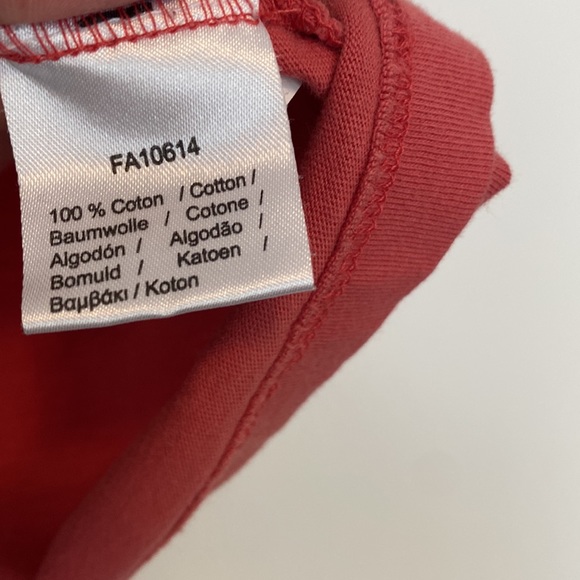 FA10614
100 % Coton / Cotton /
Baumwolle / Cotone /
Algodón / Algodão /
Bomuld / Katoen /
Βαμβάκι / Koton